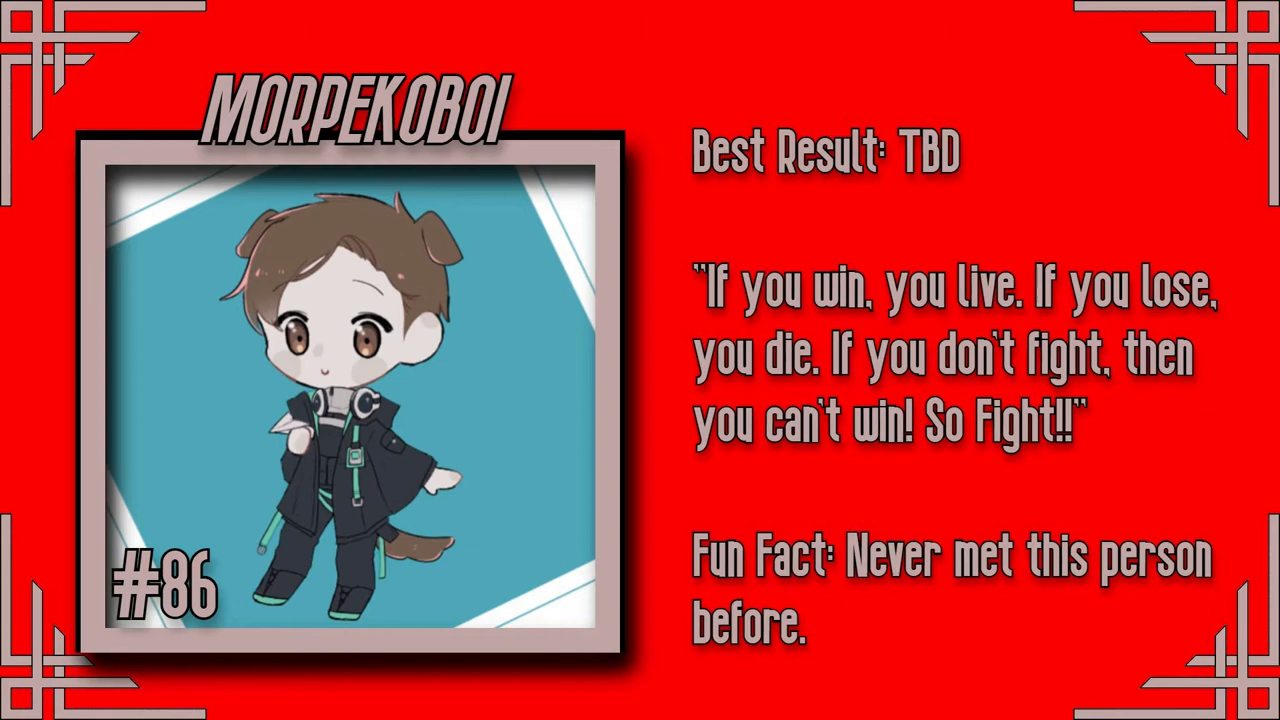 MORPEKOBOI
#86
Best Result: TBD
"If you win, you live. If you lose,
you die. If you don't fight, then
you can't win! So Fight!!"
Fun Fact: Never met this person
before.